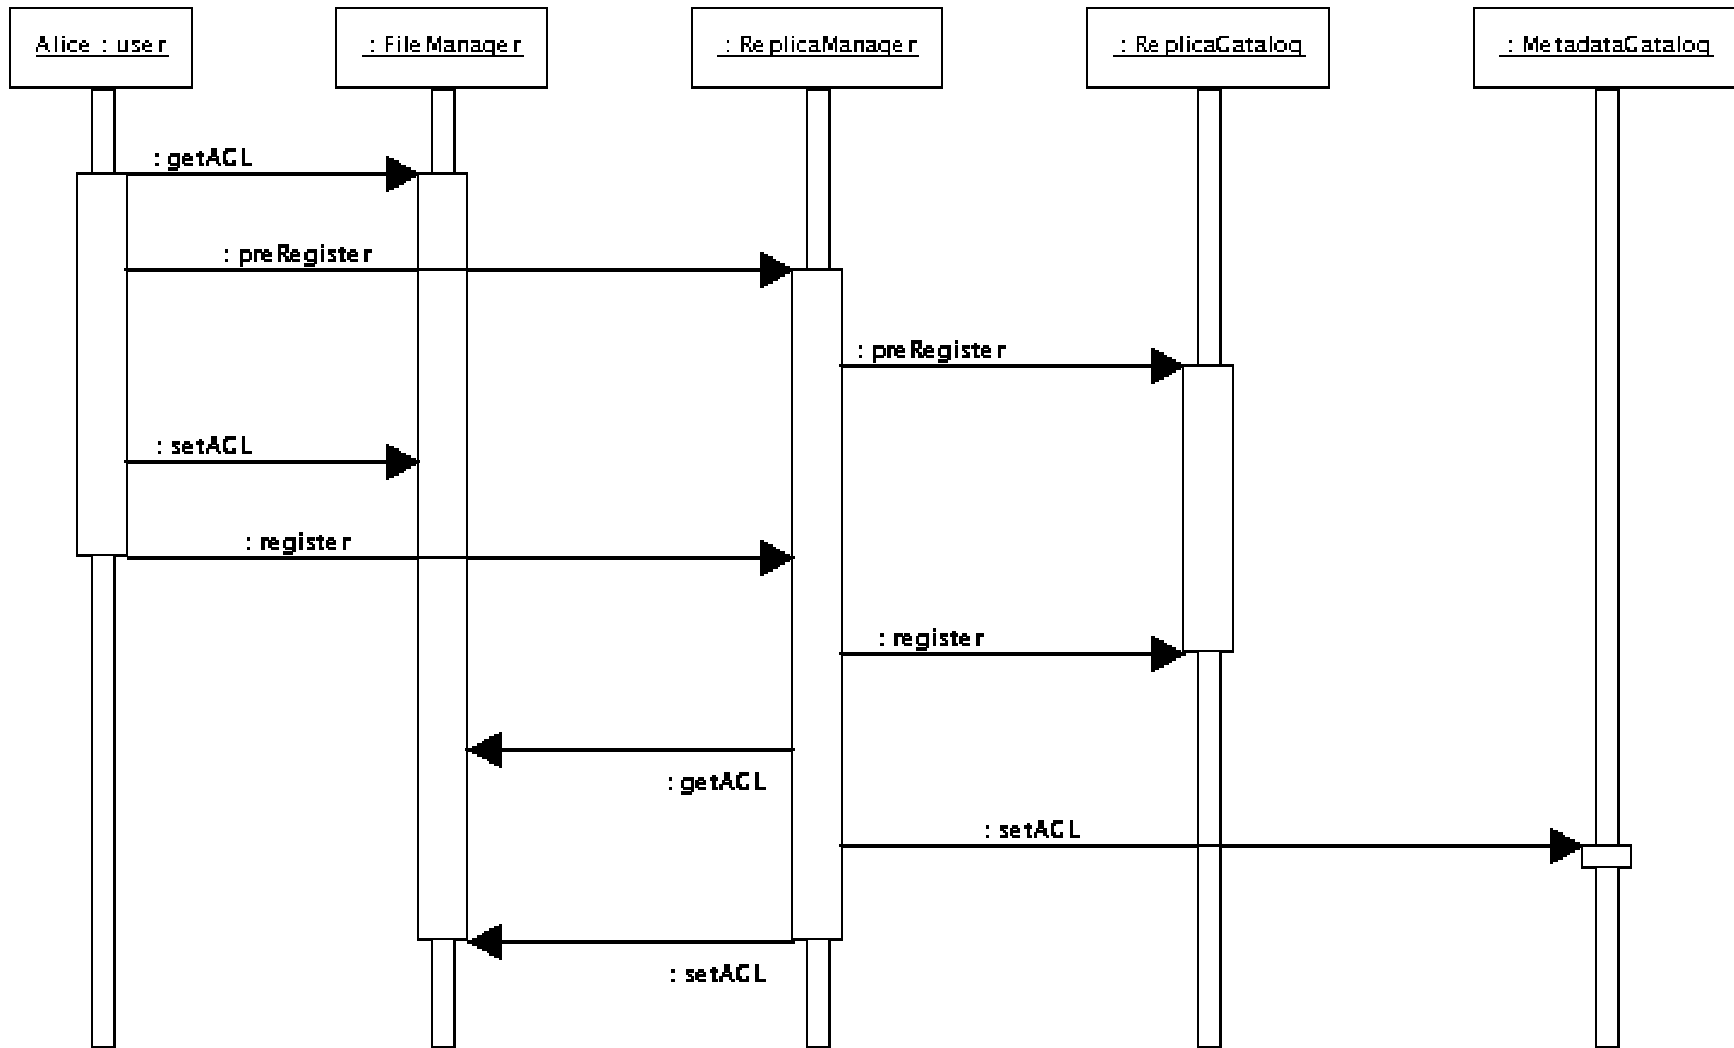 Alice : user
: FileManager
: ReplicaManager
: ReplicaCatalog
: MetadataCatalog
: getACL
: preRegister
: preRegister
: setACL
: register
: register
: getACL
: setACL
: setACL